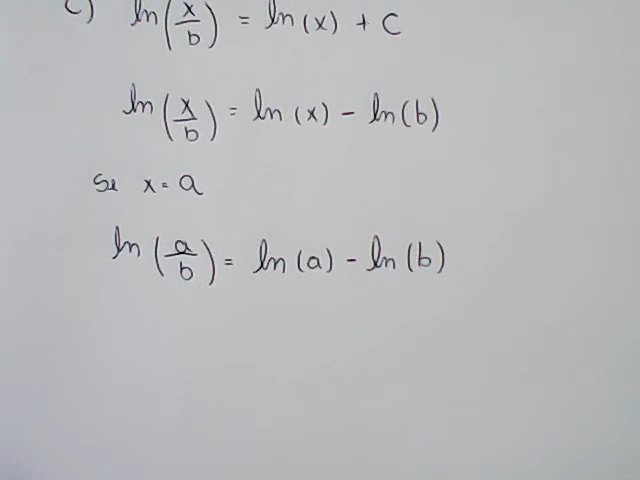 c) ln(x/b) = ln(x) + C
ln(x/b) = ln(x) - ln(b)
Se x = a
ln(a/b) = ln(a) - ln(b)